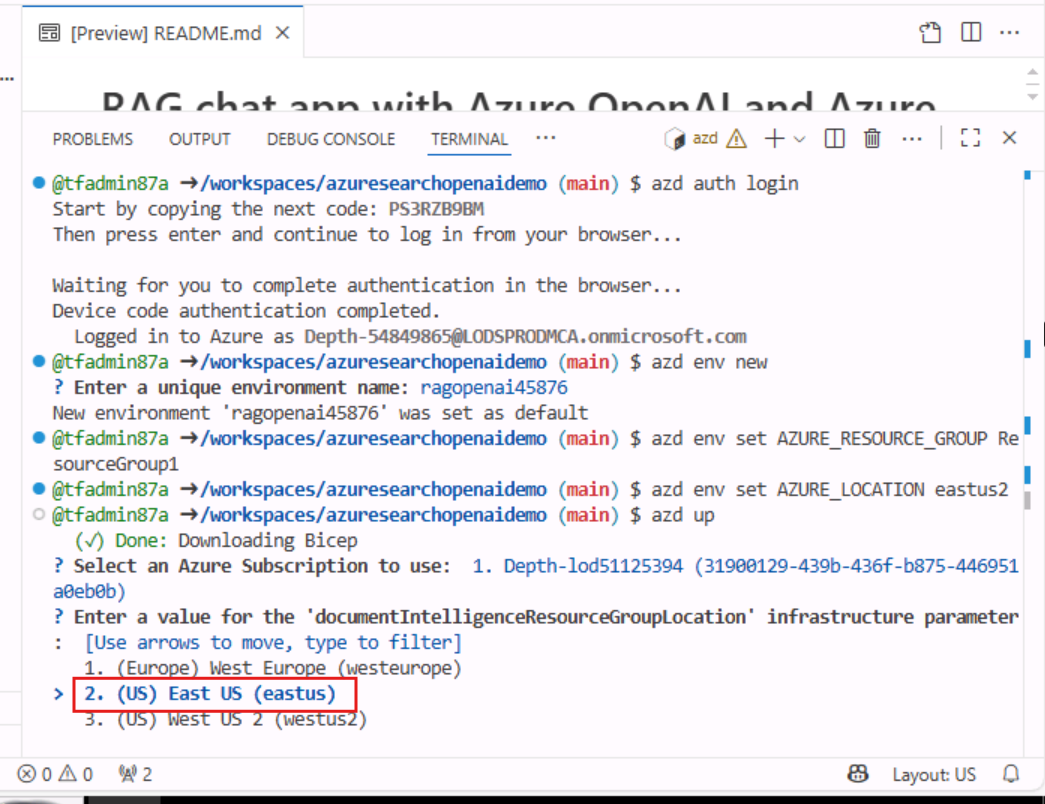 [Preview] README.md
RAG chat app with Azure OpenAI and Azure
PROBLEMS OUTPUT DEBUG CONSOLE TERMINAL ··· azd ···
@tfadmin87a →/workspaces/azuresearchopenaidemo (main) $ azd auth login
Start by copying the next code: PS3RZB9BM
Then press enter and continue to log in from your browser...
Waiting for you to complete authentication in the browser...
Device code authentication completed.
Logged in to Azure as Depth-54849865@LODSPRODMCA.onmicrosoft.com
@tfadmin87a →/workspaces/azuresearchopenaidemo (main) $ azd env new
? Enter a unique environment name: ragopenai45876
New environment 'ragopenai45876' was set as default
@tfadmin87a →/workspaces/azuresearchopenaidemo (main) $ azd env set AZURE_RESOURCE_GROUP Re
sourceGroup1
@tfadmin87a →/workspaces/azuresearchopenaidemo (main) $ azd env set AZURE_LOCATION eastus2
@tfadmin87a →/workspaces/azuresearchopenaidemo (main) $ azd up
(✓) Done: Downloading Bicep
? Select an Azure Subscription to use:  1. Depth-lod51125394 (31900129-439b-436f-b875-446951
a0eb0b)
? Enter a value for the 'documentIntelligenceResourceGroupLocation' infrastructure parameter
:  [Use arrows to move, type to filter]
1. (Europe) West Europe (westeurope)
> 2. (US) East US (eastus)
3. (US) West US 2 (westus2)
0 0 2 Layout: US